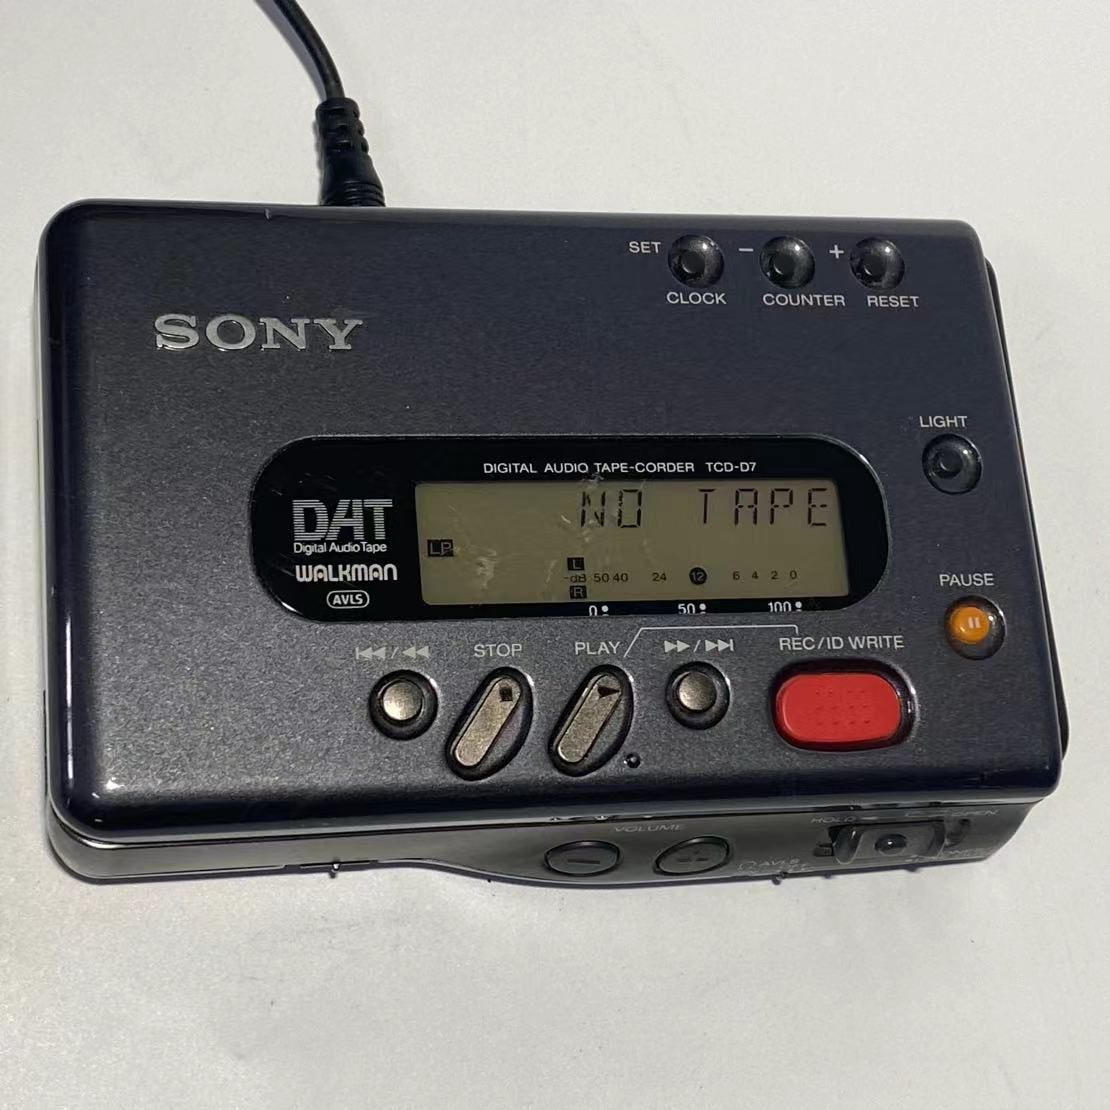 SET - +
CLOCK COUNTER RESET
SONY
LIGHT
DIGITAL AUDIO TAPE-CORDER TCD-D7
NO TAPE
DAT
Digital Audio Tape
WALKMAN
AVLS
LP
L
-dB 50 40 24 12 6 4 2 0
R
0 50 100
PAUSE
STOP PLAY REC/ID WRITE
VOLUME
HOLD OPEN
AVLS